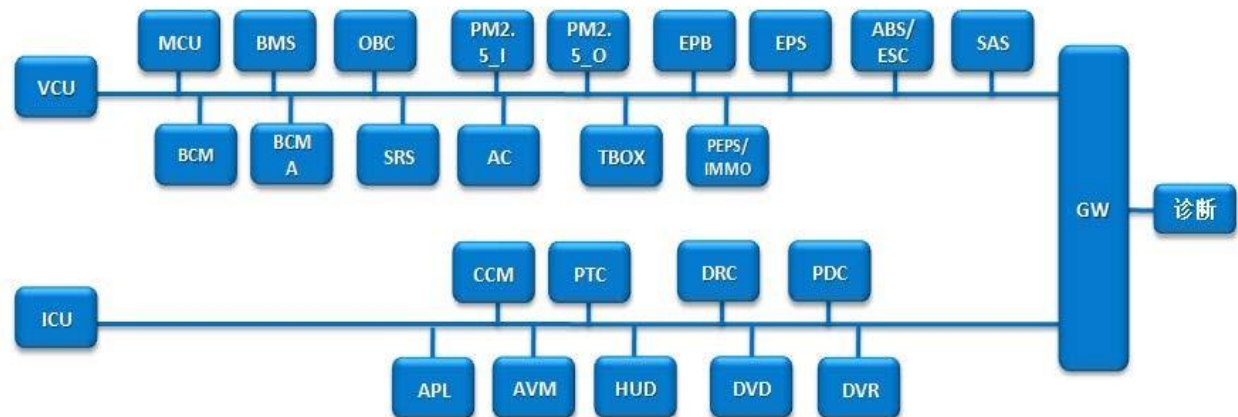 MCU
BMS
OBC
PM2.
5_I
PM2.
5_O
EPB
EPS
ABS/
ESC
SAS
VCU
BCM
BCM
A
SRS
AC
TBOX
PEPS/
IMMO
GW
诊断
CCM
PTC
DRC
PDC
ICU
APL
AVM
HUD
DVD
DVR